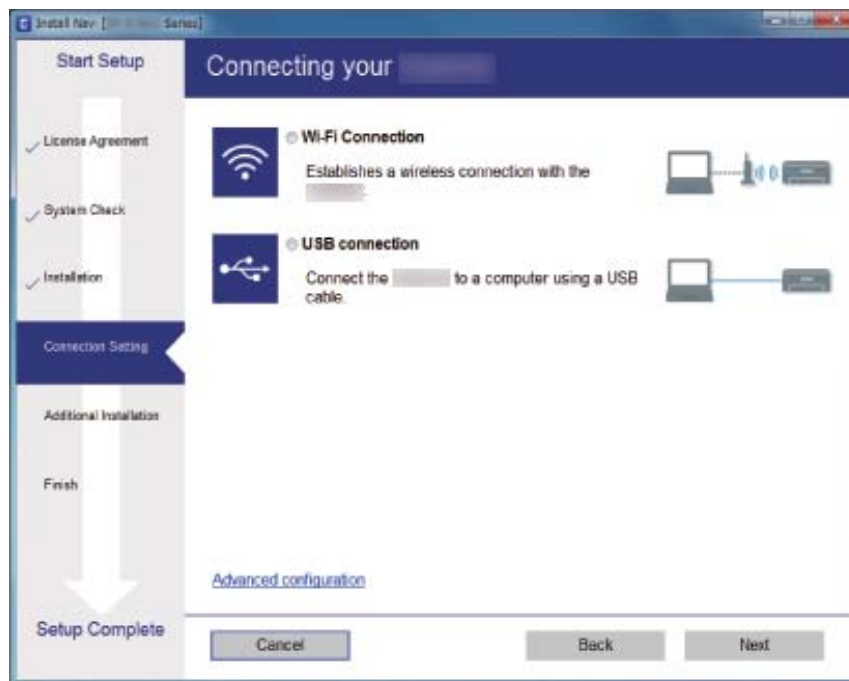 Install Navi [ Series]
Start Setup
License Agreement
System Check
Installation
Connection Setting
Additional Installation
Finish
Setup Complete
Connecting your
Wi-Fi Connection
Establishes a wireless connection with the
.
USB connection
Connect the to a computer using a USB
cable.
Advanced configuration
Cancel
Back
Next